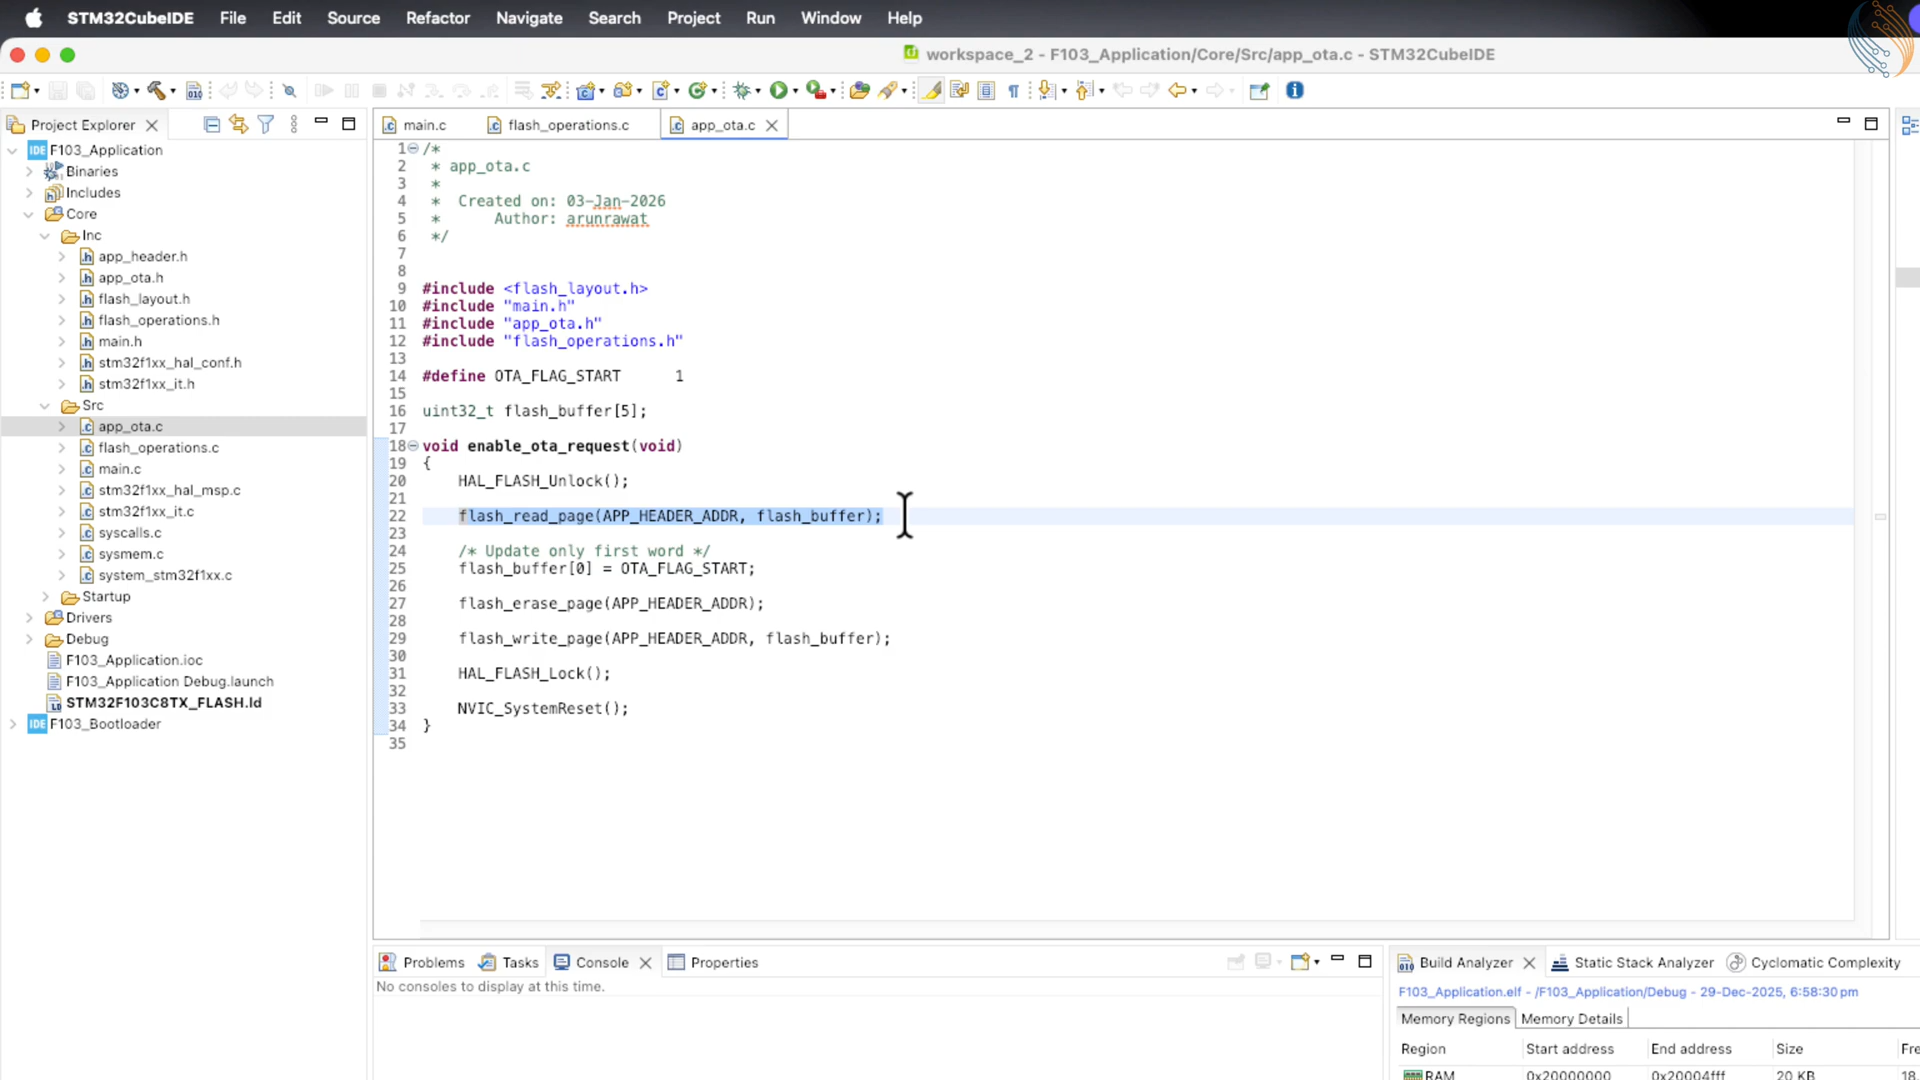 STM32CubeIDE File Edit Source Refactor Navigate Search Project Run Window Help
workspace_2 - F103_Application/Core/Src/app_ota.c - STM32CubeIDE
Project Explorer
F103_Application
Binaries
Includes
Core
Inc
app_header.h
app_ota.h
flash_layout.h
flash_operations.h
main.h
stm32f1xx_hal_conf.h
stm32f1xx_it.h
Src
app_ota.c
flash_operations.c
main.c
stm32f1xx_hal_msp.c
stm32f1xx_it.c
syscalls.c
sysmem.c
system_stm32f1xx.c
Startup
Drivers
Debug
F103_Application.ioc
F103_Application Debug.launch
STM32F103C8TX_FLASH.ld
F103_Bootloader
main.c flash_operations.c app_ota.c
1 /*
2 * app_ota.c
3 *
4 * Created on: 03-Jan-2026
5 * Author: arunrawat
6 */
7
8
9 #include <flash_layout.h>
10 #include "main.h"
11 #include "app_ota.h"
12 #include "flash_operations.h"
13
14 #define OTA_FLAG_START 1
15
16 uint32_t flash_buffer[5];
17
18 void enable_ota_request(void)
19 {
20 HAL_FLASH_Unlock();
21
22 flash_read_page(APP_HEADER_ADDR, flash_buffer);
23
24 /* Update only first word */
25 flash_buffer[0] = OTA_FLAG_START;
26
27 flash_erase_page(APP_HEADER_ADDR);
28
29 flash_write_page(APP_HEADER_ADDR, flash_buffer);
30
31 HAL_FLASH_Lock();
32
33 NVIC_SystemReset();
34 }
35
Problems Tasks Console Properties
No consoles to display at this time.
Build Analyzer Static Stack Analyzer Cyclomatic Complexity
F103_Application.elf - /F103_Application/Debug - 29-Dec-2025, 6:58:30 pm
Memory Regions Memory Details
Region Start address End address Size Fre
RAM 0x20000000 0x20004fff 20 KB 18.